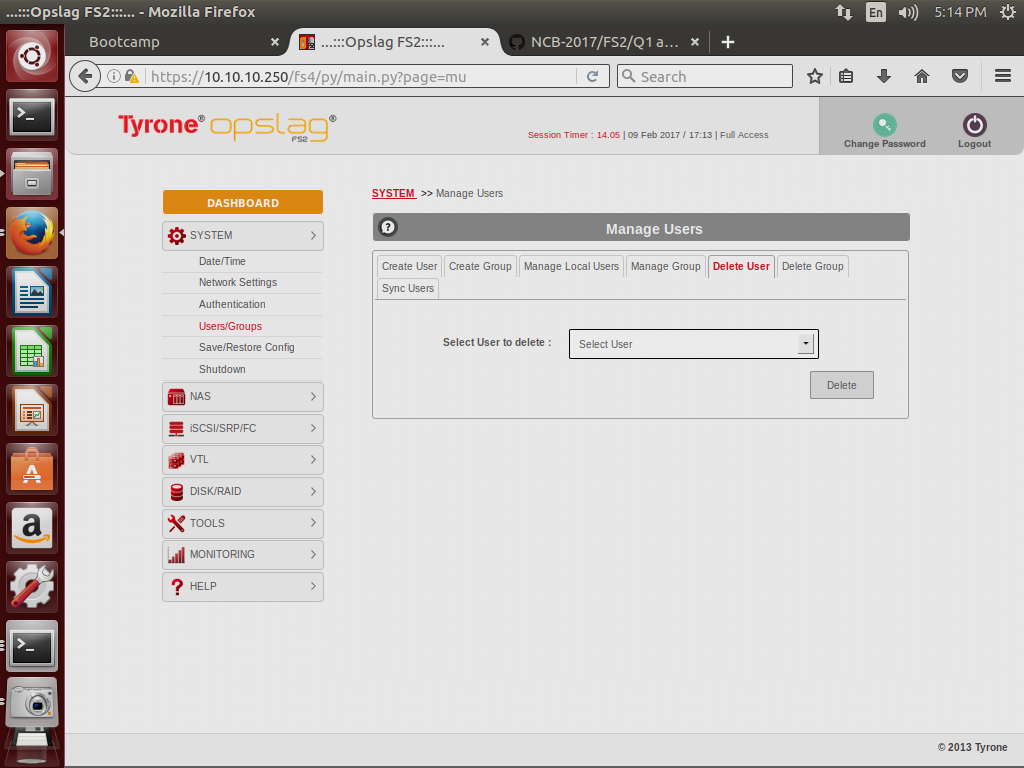 ...:::Opslag FS2:::... - Mozilla Firefox
En
5:14 PM
Bootcamp
...:::Opslag FS2:::...
NCB-2017/FS2/Q1 a...
https://10.10.10.250/fs4/py/main.py?page=mu
Search
Tyrone® opslag®
FS2
Session Timer : 14.05 | 09 Feb 2017 / 17:13 | Full Access
Change Password
Logout
DASHBOARD
SYSTEM
Date/Time
Network Settings
Authentication
Users/Groups
Save/Restore Config
Shutdown
NAS
iSCSI/SRP/FC
VTL
DISK/RAID
TOOLS
MONITORING
HELP
SYSTEM >> Manage Users
Manage Users
Create User
Create Group
Manage Local Users
Manage Group
Delete User
Delete Group
Sync Users
Select User to delete :
Select User
Delete
© 2013 Tyrone